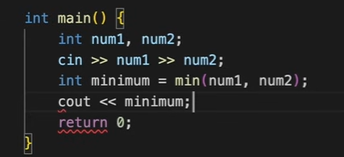 int main() {
    int num1, num2;
    cin >> num1 >> num2;
    int minimum = min(num1, num2);
    cout << minimum;
    return 0;
}